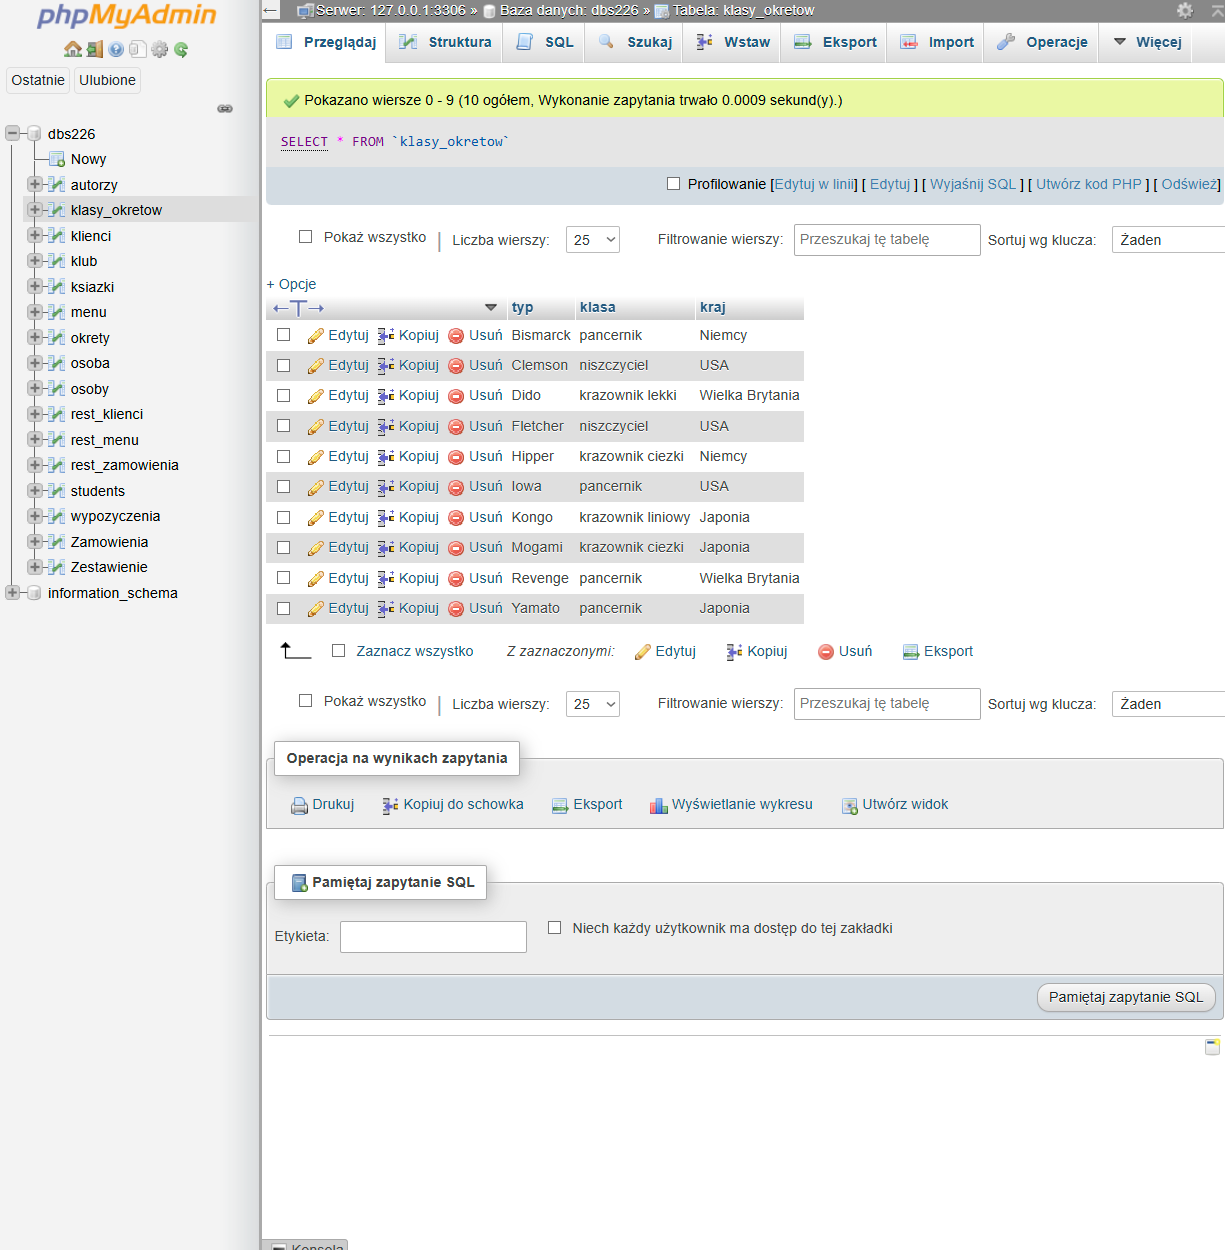 phpMyAdmin
Ostatnie
Ulubione
dbs226
Nowy
autorzy
klasy_okretow
klienci
klub
ksiazki
menu
okrety
osoba
osoby
rest_klienci
rest_menu
rest_zamowienia
students
wypozyczenia
Zamowienia
Zestawienie
information_schema
Serwer: 127.0.0.1:3306 » Baza danych: dbs226 » Tabela: klasy_okretow
Przeglądaj Struktura SQL Szukaj Wstaw Eksport Import Operacje Więcej
Pokazano wiersze 0 - 9 (10 ogółem, Wykonanie zapytania trwało 0.0009 sekund(y).)
SELECT * FROM `klasy_okretow`
Profilowanie [Edytuj w linii] [ Edytuj ] [ Wyjaśnij SQL ] [ Utwórz kod PHP ] [ Odśwież]
Pokaż wszystko | Liczba wierszy: 25 Filtrowanie wierszy: Przeszukaj tę tabelę Sortuj wg klucza: Żaden
+ Opcje
←T→ typ klasa kraj
Edytuj Kopiuj Usuń Bismarck pancernik Niemcy
Edytuj Kopiuj Usuń Clemson niszczyciel USA
Edytuj Kopiuj Usuń Dido krazownik lekki Wielka Brytania
Edytuj Kopiuj Usuń Fletcher niszczyciel USA
Edytuj Kopiuj Usuń Hipper krazownik ciezki Niemcy
Edytuj Kopiuj Usuń Iowa pancernik USA
Edytuj Kopiuj Usuń Kongo krazownik liniowy Japonia
Edytuj Kopiuj Usuń Mogami krazownik ciezki Japonia
Edytuj Kopiuj Usuń Revenge pancernik Wielka Brytania
Edytuj Kopiuj Usuń Yamato pancernik Japonia
Zaznacz wszystko Z zaznaczonymi: Edytuj Kopiuj Usuń Eksport
Pokaż wszystko | Liczba wierszy: 25 Filtrowanie wierszy: Przeszukaj tę tabelę Sortuj wg klucza: Żaden
Operacja na wynikach zapytania
Drukuj Kopiuj do schowka Eksport Wyświetlanie wykresu Utwórz widok
Pamiętaj zapytanie SQL
Etykieta: Niech każdy użytkownik ma dostęp do tej zakładki
Pamiętaj zapytanie SQL
Konsola